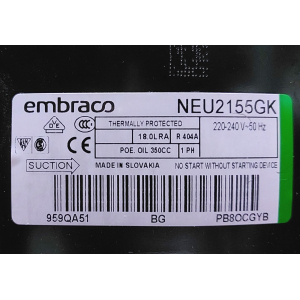 embraco NEU2155GK
THERMALLY PROTECTED 220-240 V~50 Hz
18.0LRA R 404A
POE. OIL 350CC 1 PH
SUCTION MADE IN SLOVAKIA NO START WITHOUT START DEVICE
959QA51 BG PB8OCGYB